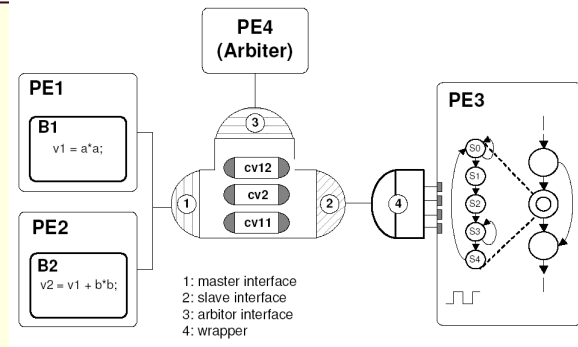 PE4
(Arbiter)
PE1
B1
v1 = a*a;
PE2
B2
v2 = v1 + b*b;
3
cv12
cv2
cv11
1
2
4
1: master interface
2: slave interface
3: arbitor interface
4: wrapper
PE3
S0
S1
S2
S3
S4